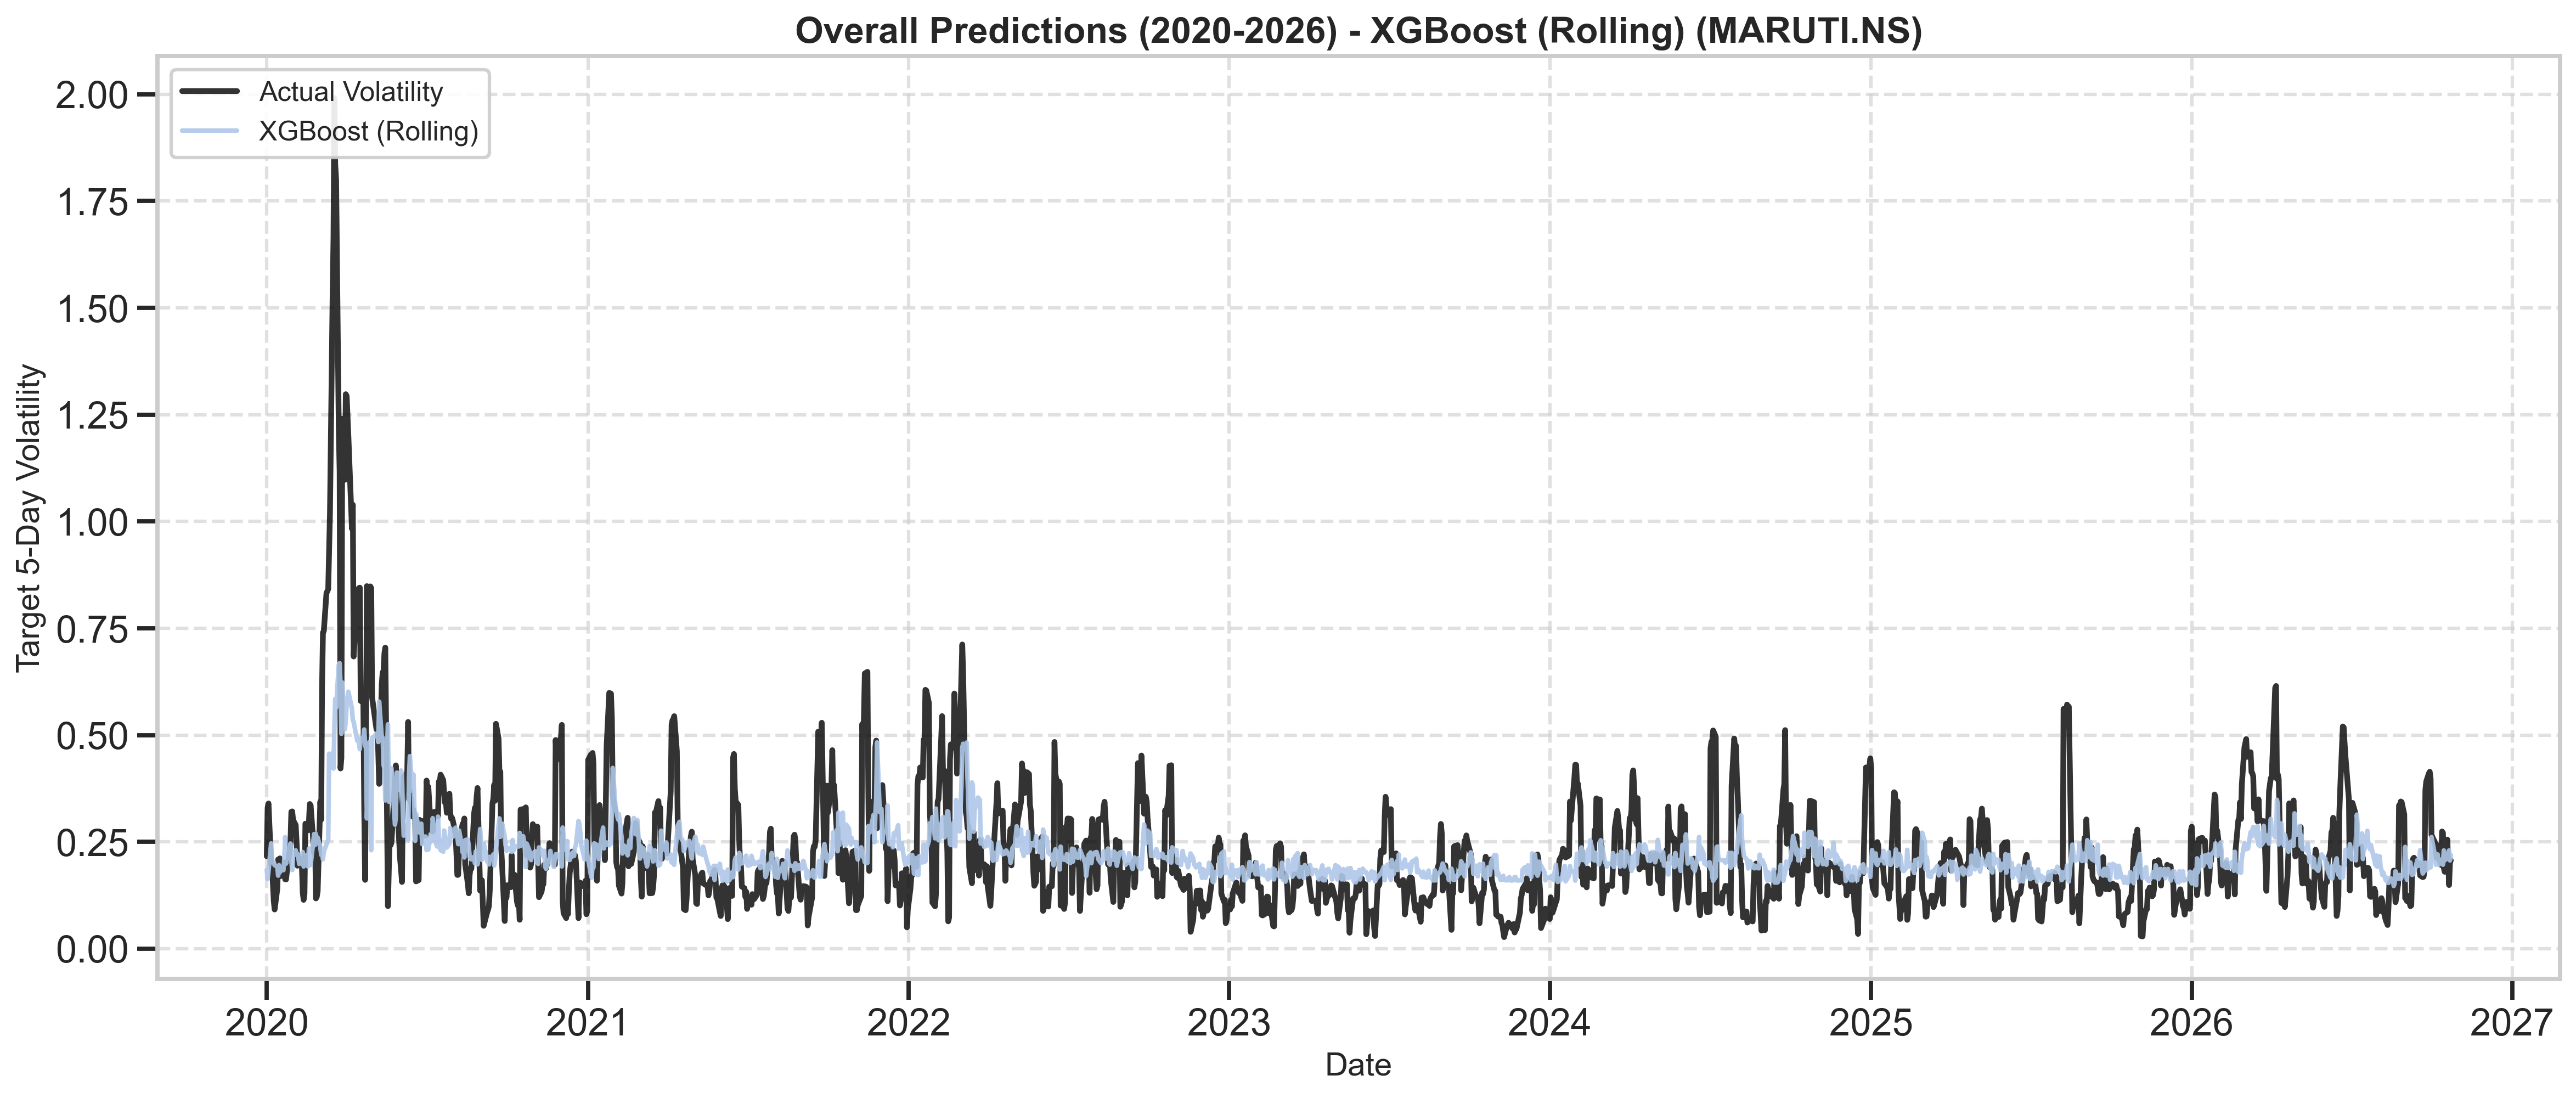 Overall Predictions (2020-2026) - XGBoost (Rolling) (MARUTI.NS)
Actual Volatility
XGBoost (Rolling)
Target 5-Day Volatility
2.00
1.75
1.50
1.25
1.00
0.75
0.50
0.25
0.00
2020 2021 2022 2023 2024 2025 2026 2027
Date